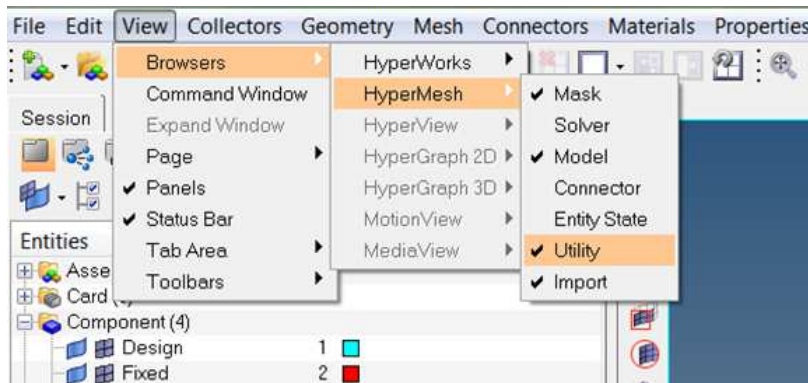 File Edit View Collectors Geometry Mesh Connectors Materials Properties
Browsers
Command Window
Expand Window
Page
Panels
Status Bar
Tab Area
Toolbars
HyperWorks
HyperMesh
HyperView
HyperGraph 2D
HyperGraph 3D
MotionView
MediaView
Mask
Solver
Model
Connector
Entity State
Utility
Import
Session
Entities
Asse
Card
Component (4)
Design 1
Fixed 2